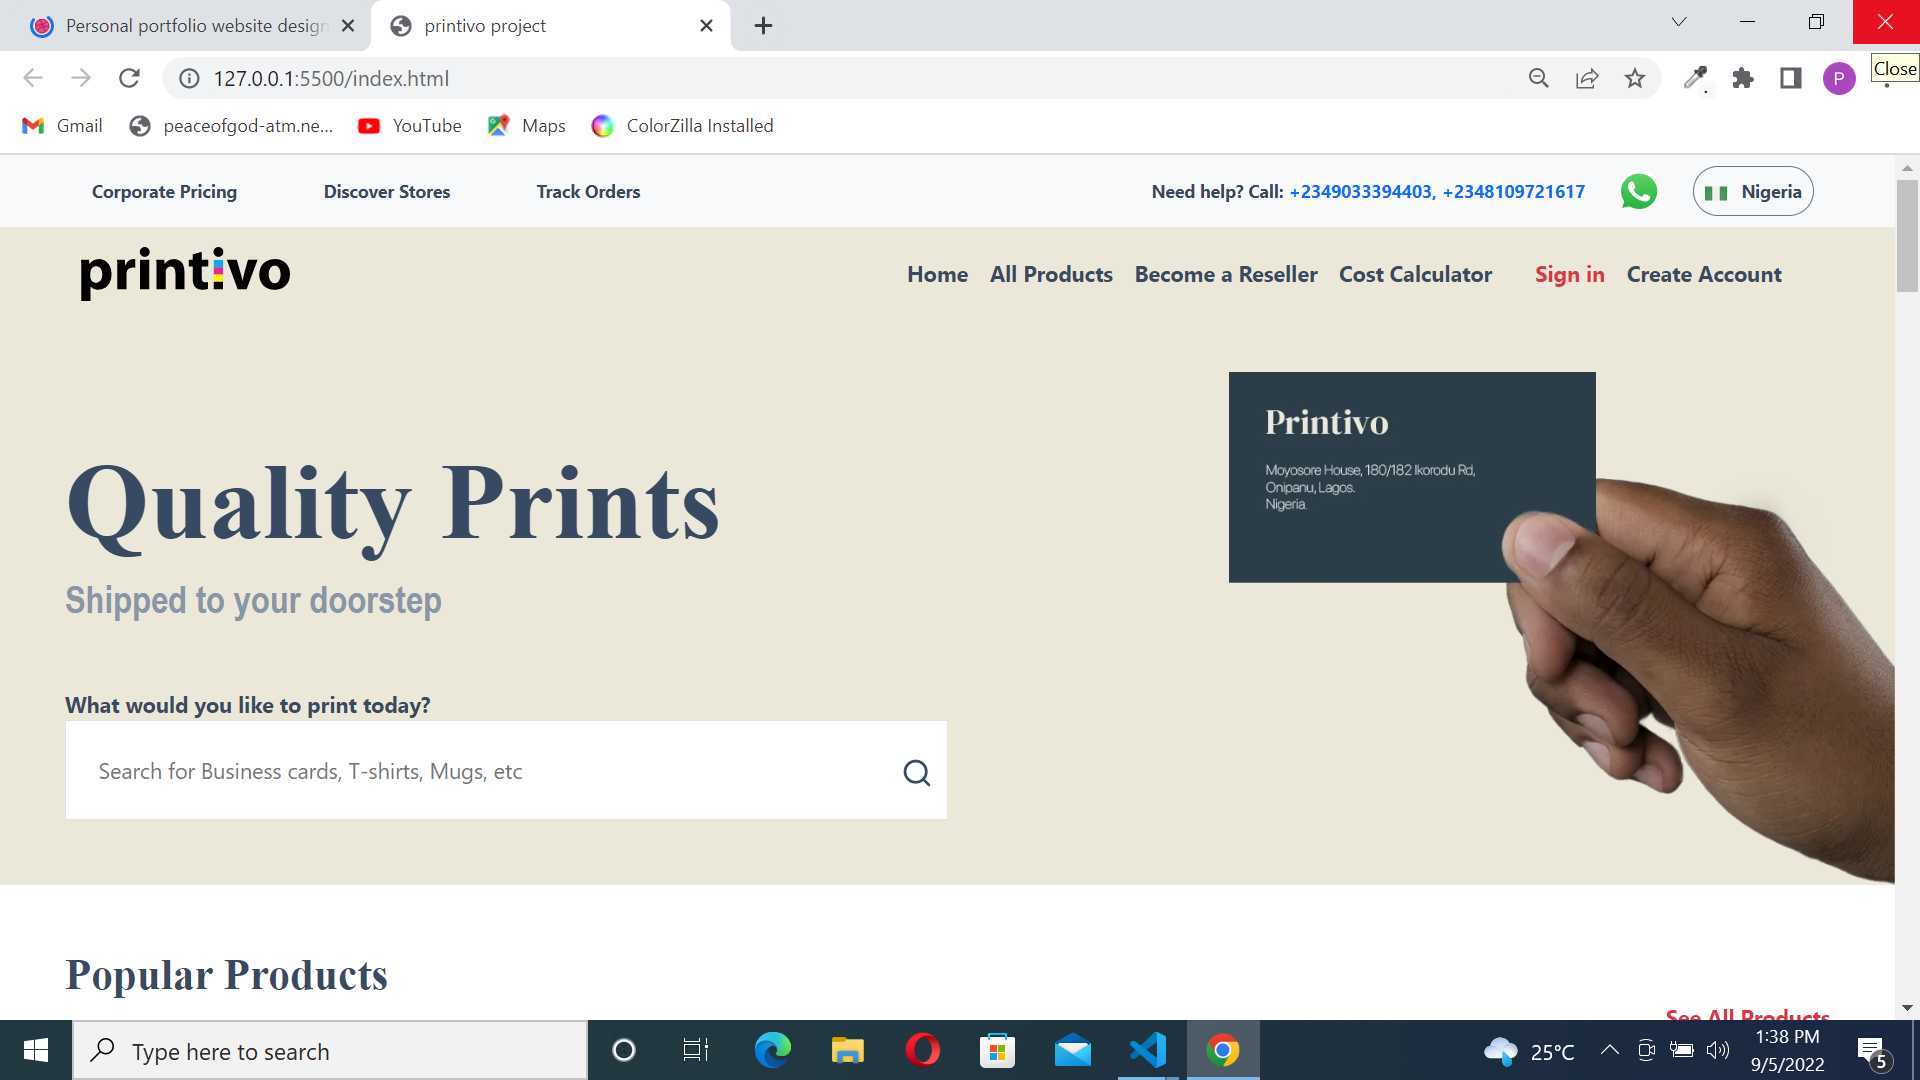 Personal portfolio website design
printivo project
127.0.0.1:5500/index.html
P
Close
Gmail
peaceofgod-atm.ne...
YouTube
Maps
ColorZilla Installed
Corporate Pricing
Discover Stores
Track Orders
Need help? Call: +2349033394403, +2348109721617
Nigeria
printivo
Home
All Products
Become a Reseller
Cost Calculator
Sign in
Create Account
Printivo
Moyosore House, 180/182 Ikorodu Rd,
Onipanu, Lagos.
Nigeria.
Quality Prints
Shipped to your doorstep
What would you like to print today?
Search for Business cards, T-shirts, Mugs, etc
Popular Products
See All Products
Type here to search
25°C
1:38 PM
9/5/2022
5